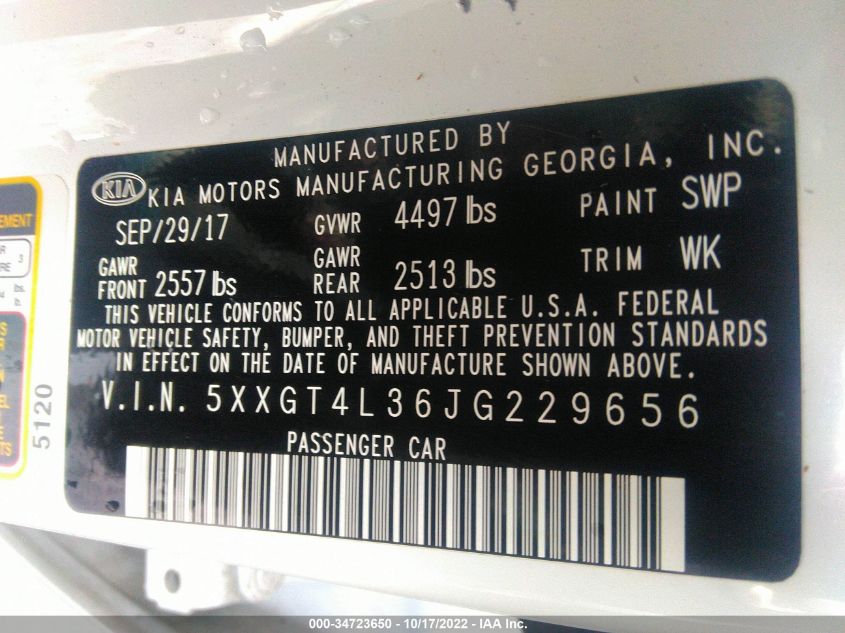 MANUFACTURED BY
KIA KIA MOTORS MANUFACTURING GEORGIA, INC.
SEP/29/17 GVWR 4497 lbs PAINT SWP
GAWR FRONT 2557 lbs GAWR REAR 2513 lbs TRIM WK
THIS VEHICLE CONFORMS TO ALL APPLICABLE U.S.A. FEDERAL
MOTOR VEHICLE SAFETY, BUMPER, AND THEFT PREVENTION STANDARDS
IN EFFECT ON THE DATE OF MANUFACTURE SHOWN ABOVE.
V.I.N. 5XXGT4L36JG229656
PASSENGER CAR
5120
000-34723650 - 10/17/2022 - IAA Inc.